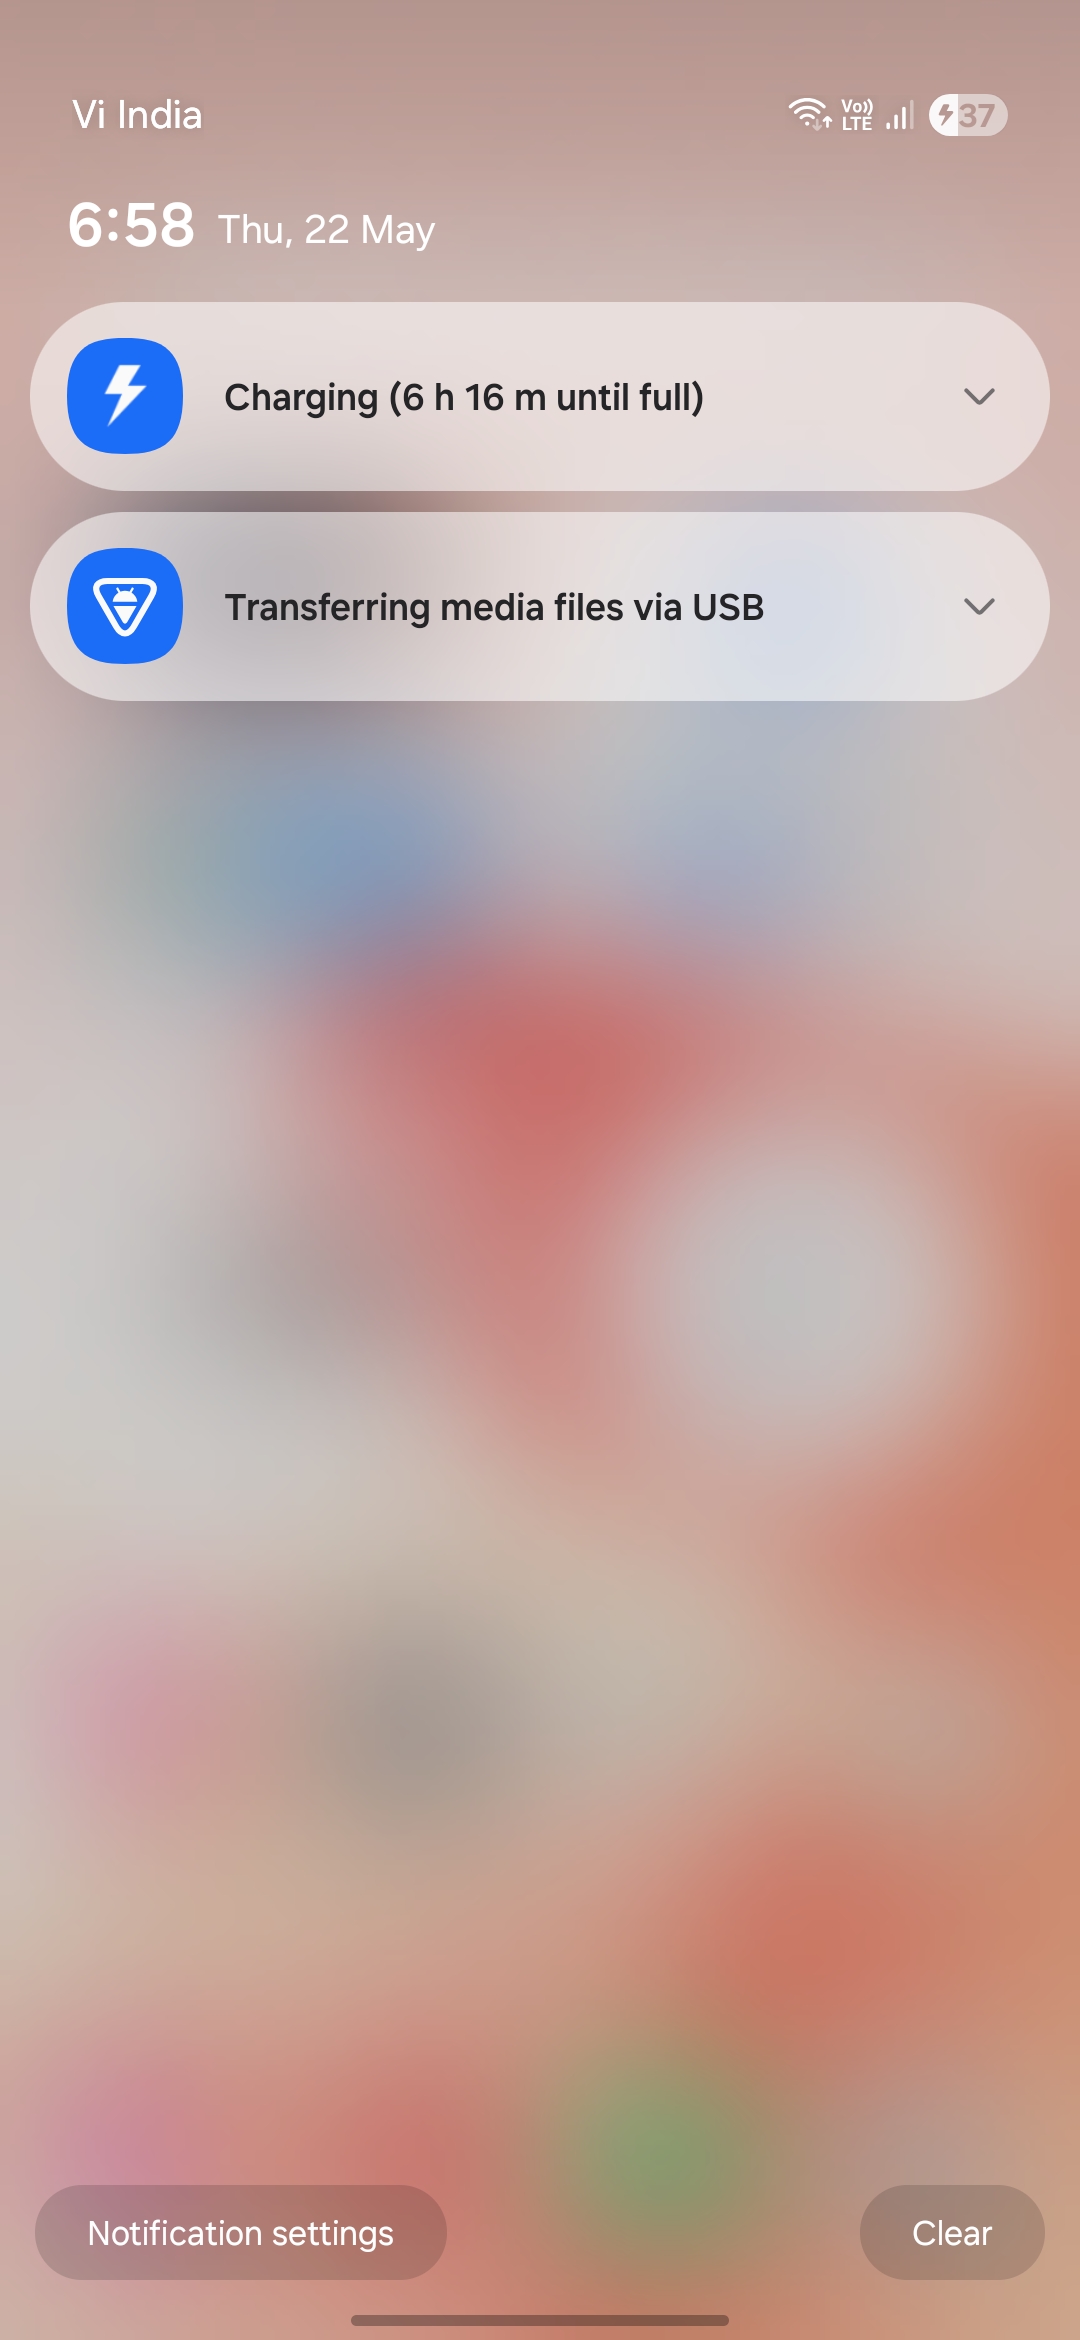 Vi India
Vo)) LTE
37
6:58 Thu, 22 May
Charging (6 h 16 m until full)
Transferring media files via USB
Notification settings
Clear